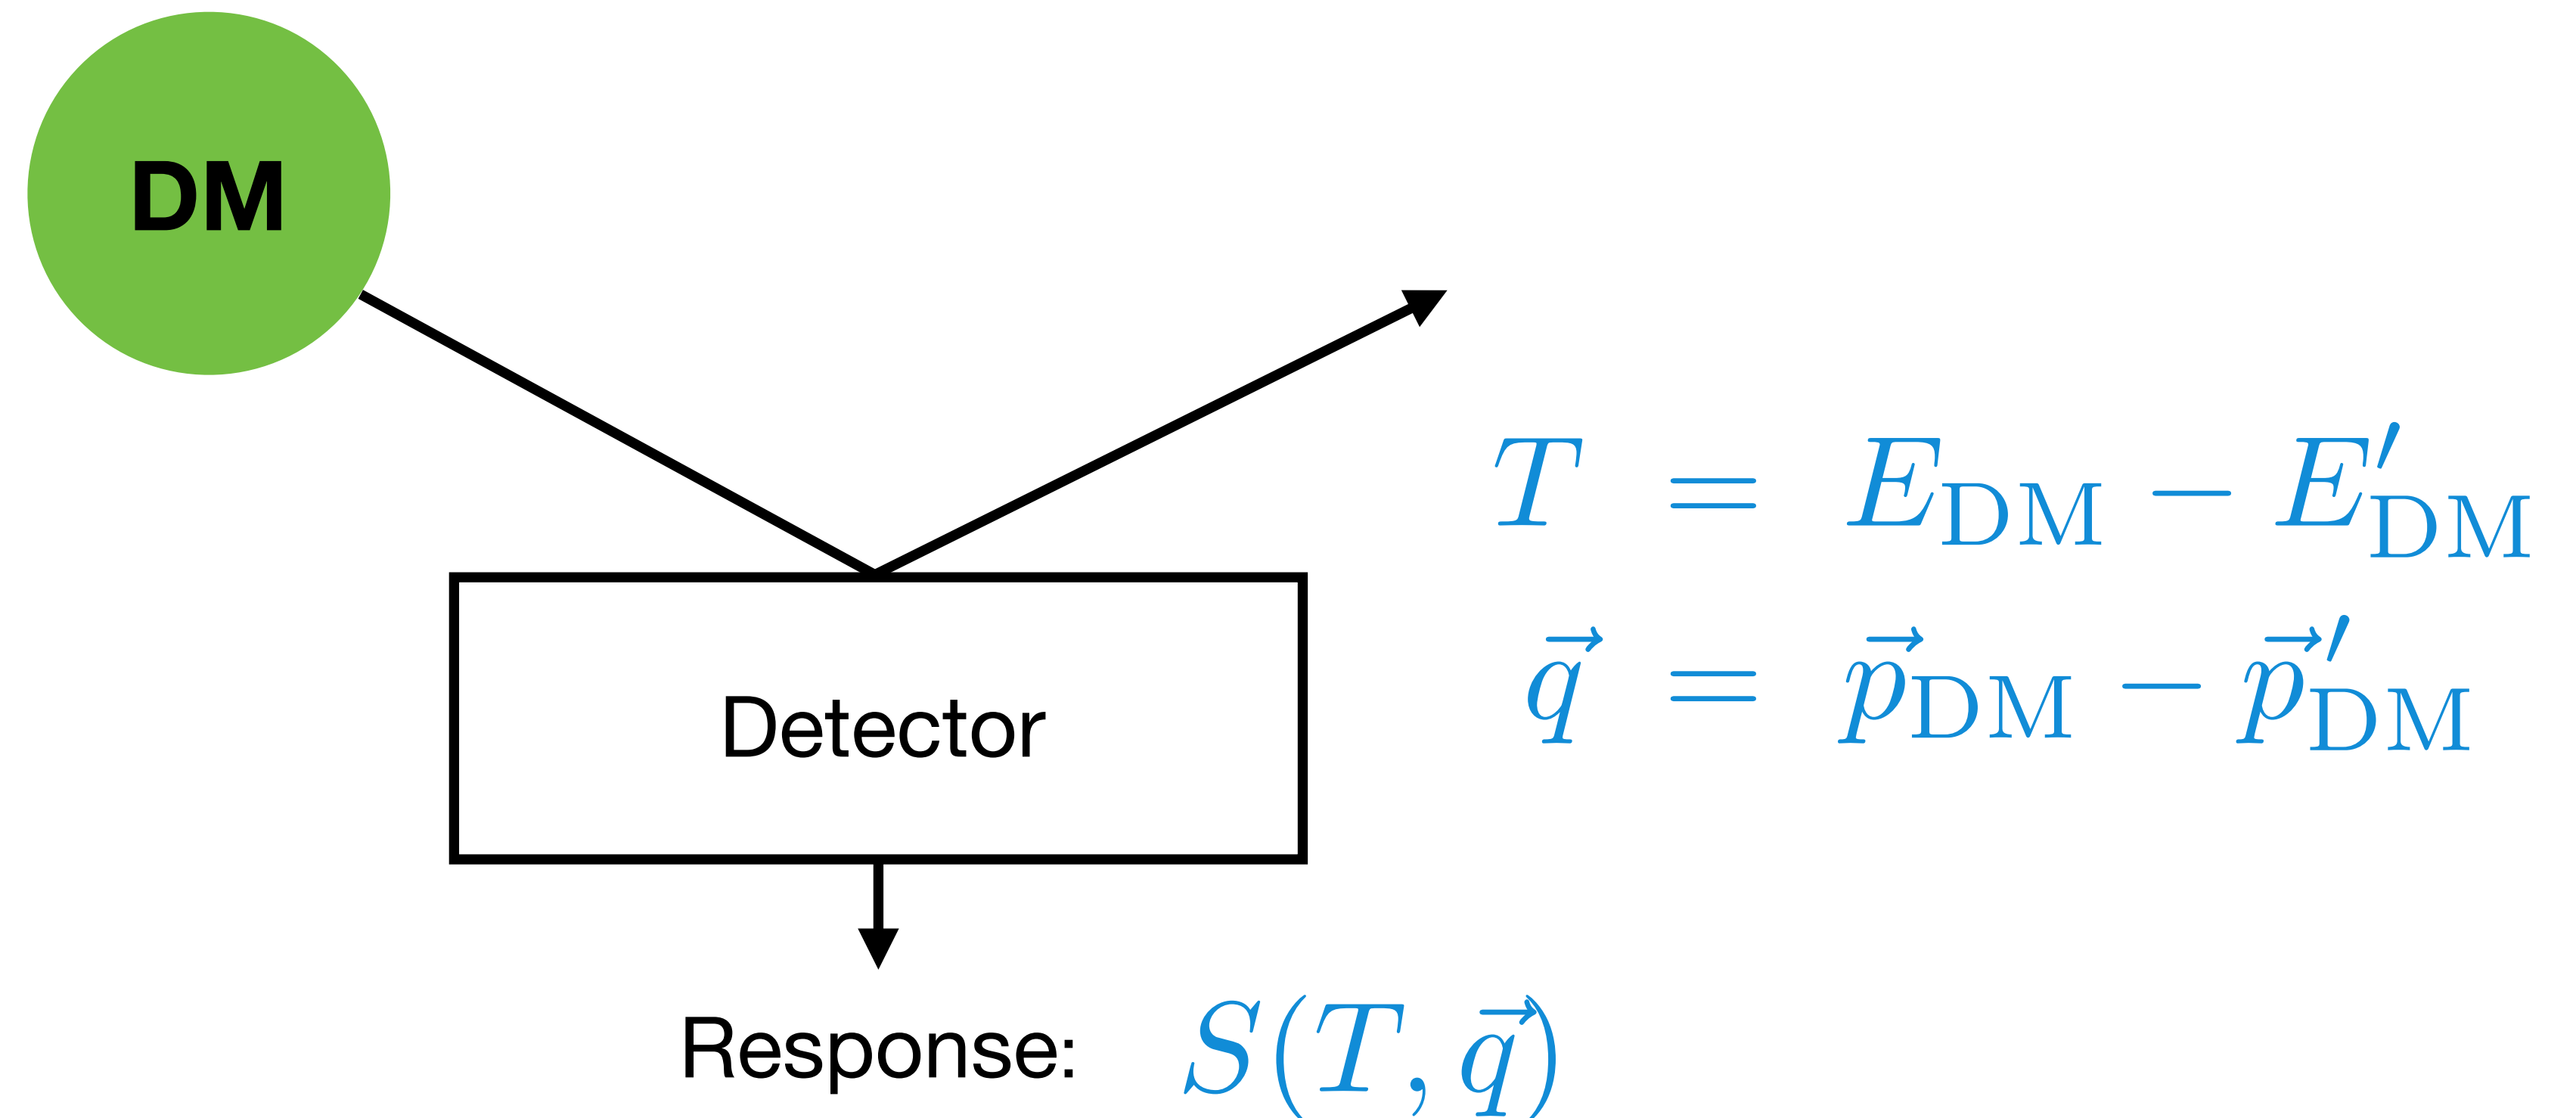 DM
T = E_DM − E′_DM
q⃗ = p⃗_DM − p⃗′_DM
Detector
Response: S(T, q⃗)